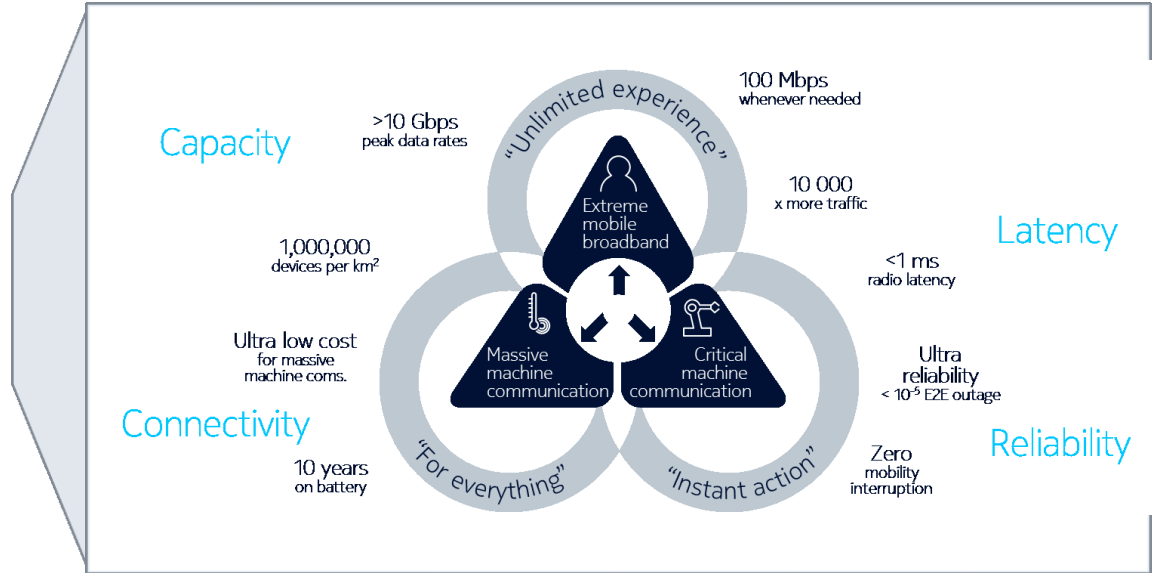 "Unlimited experience"
100 Mbps
whenever needed
>10 Gbps
peak data rates
Capacity
10 000
x more traffic
Extreme
mobile
broadband
Latency
1,000,000
devices per km²
<1 ms
radio latency
Ultra low cost
for massive
machine coms.
Massive
machine
communication
Critical
machine
communication
Ultra
reliability
< 10⁻⁵ E2E outage
Connectivity
Reliability
10 years
on battery
"For everything"
"Instant action"
Zero
mobility
interruption